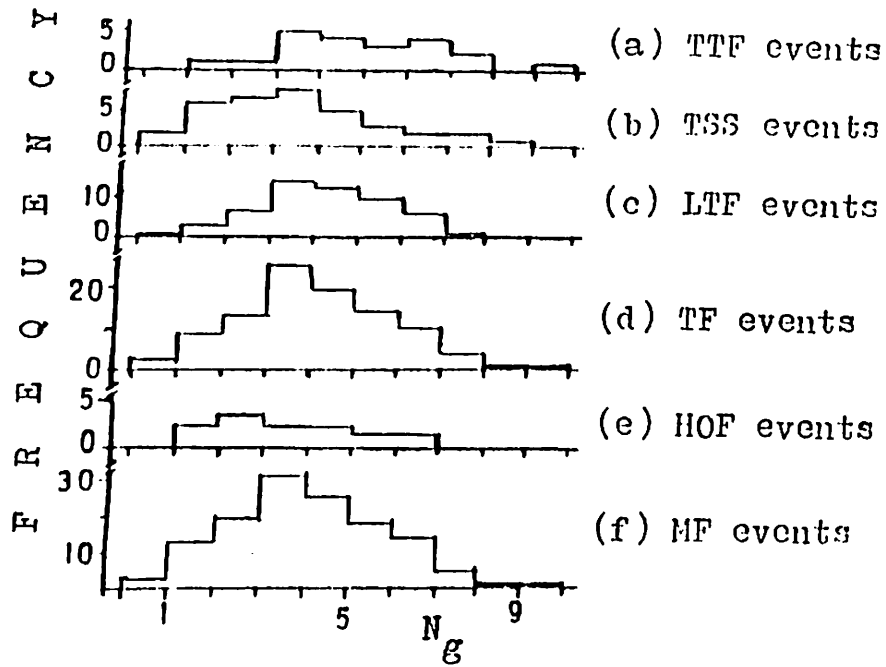 FREQUENCY
5
0
(a) TTF events
5
0
(b) TSS events
10
0
(c) LTF events
20
0
(d) TF events
5
0
(e) HOF events
30
10
(f) MF events
1 5 9
Ng